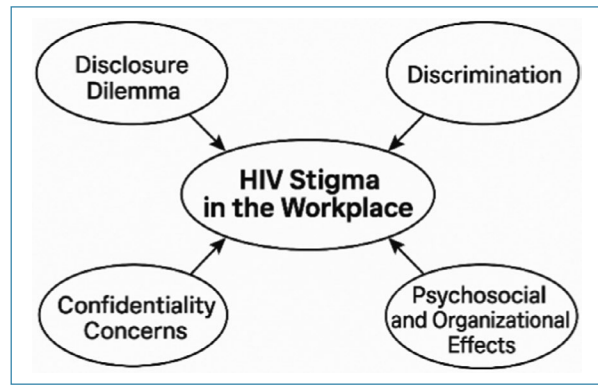 Disclosure
Dilemma
Discrimination
HIV Stigma
in the Workplace
Confidentiality
Concerns
Psychosocial
and Organizational
Effects